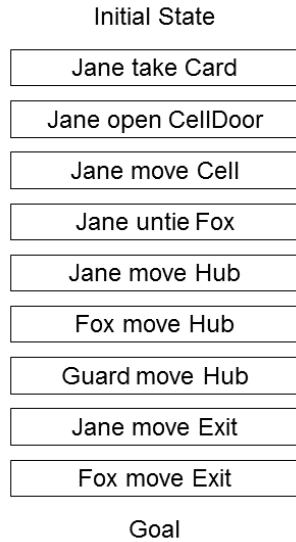 Initial State
Jane take Card
Jane open CellDoor
Jane move Cell
Jane untie Fox
Jane move Hub
Fox move Hub
Guard move Hub
Jane move Exit
Fox move Exit
Goal